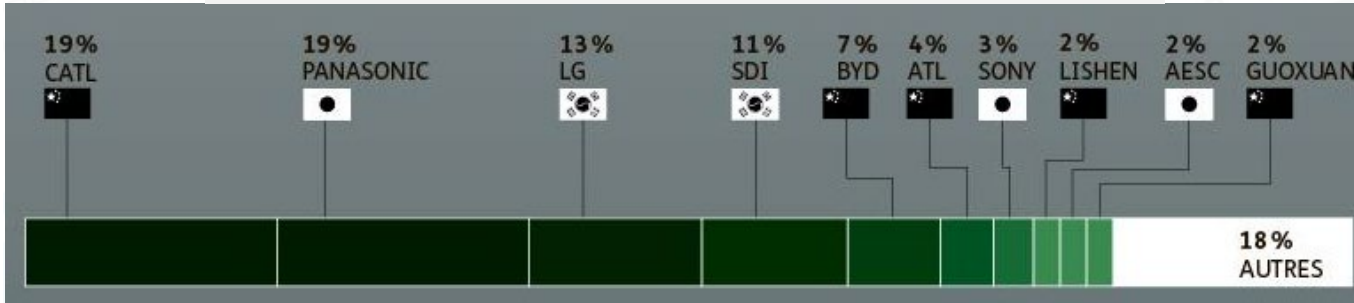 19% 19% 13% 11% 7% 4% 3% 2% 2% 2%
CATL PANASONIC LG SDI BYD ATL SONY LISHEN AESC GUOXUAN
18%
AUTRES